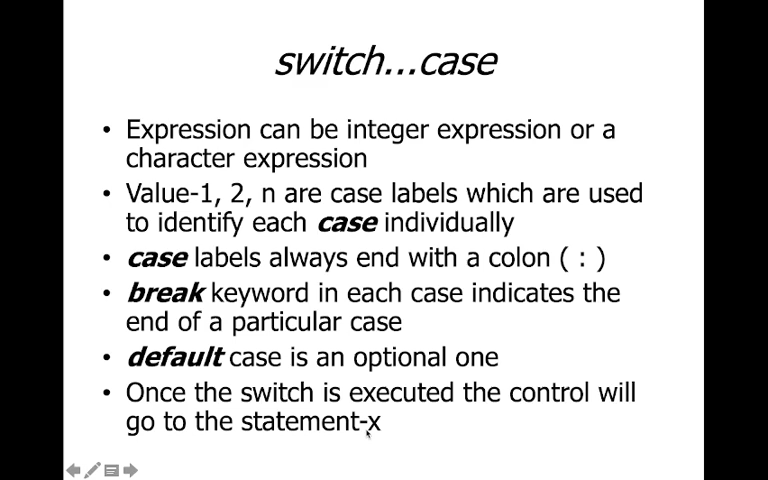 switch...case
• Expression can be integer expression or a
character expression
• Value-1, 2, n are case labels which are used
to identify each case individually
• case labels always end with a colon ( : )
• break keyword in each case indicates the
end of a particular case
• default case is an optional one
• Once the switch is executed the control will
go to the statement-x